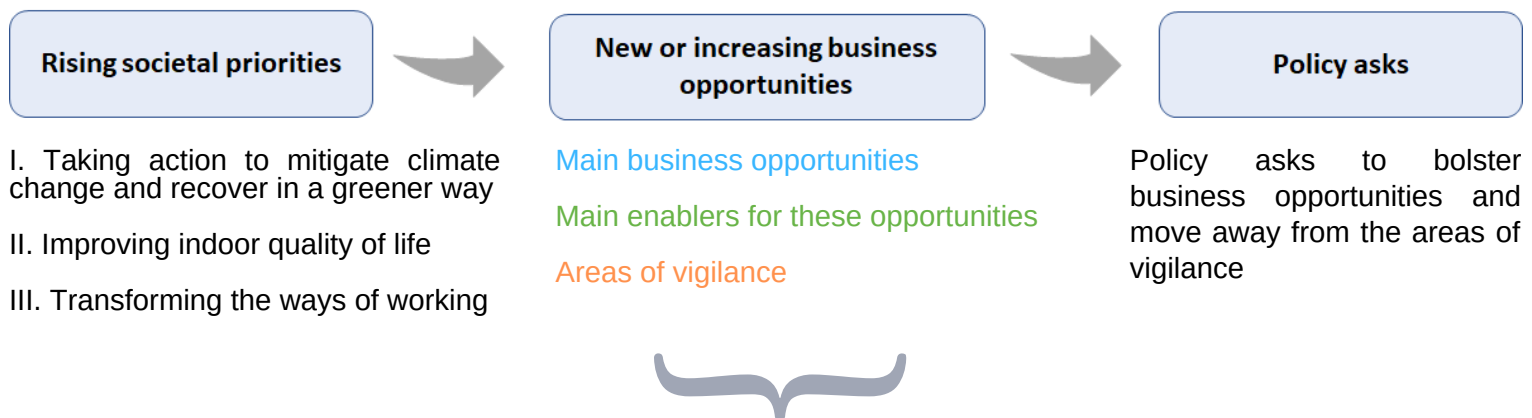 Rising societal priorities
New or increasing business
opportunities
Policy asks
I. Taking action to mitigate climate
change and recover in a greener way
II. Improving indoor quality of life
III. Transforming the ways of working
Main business opportunities
Main enablers for these opportunities
Areas of vigilance
Policy asks to bolster
business opportunities and
move away from the areas of
vigilance